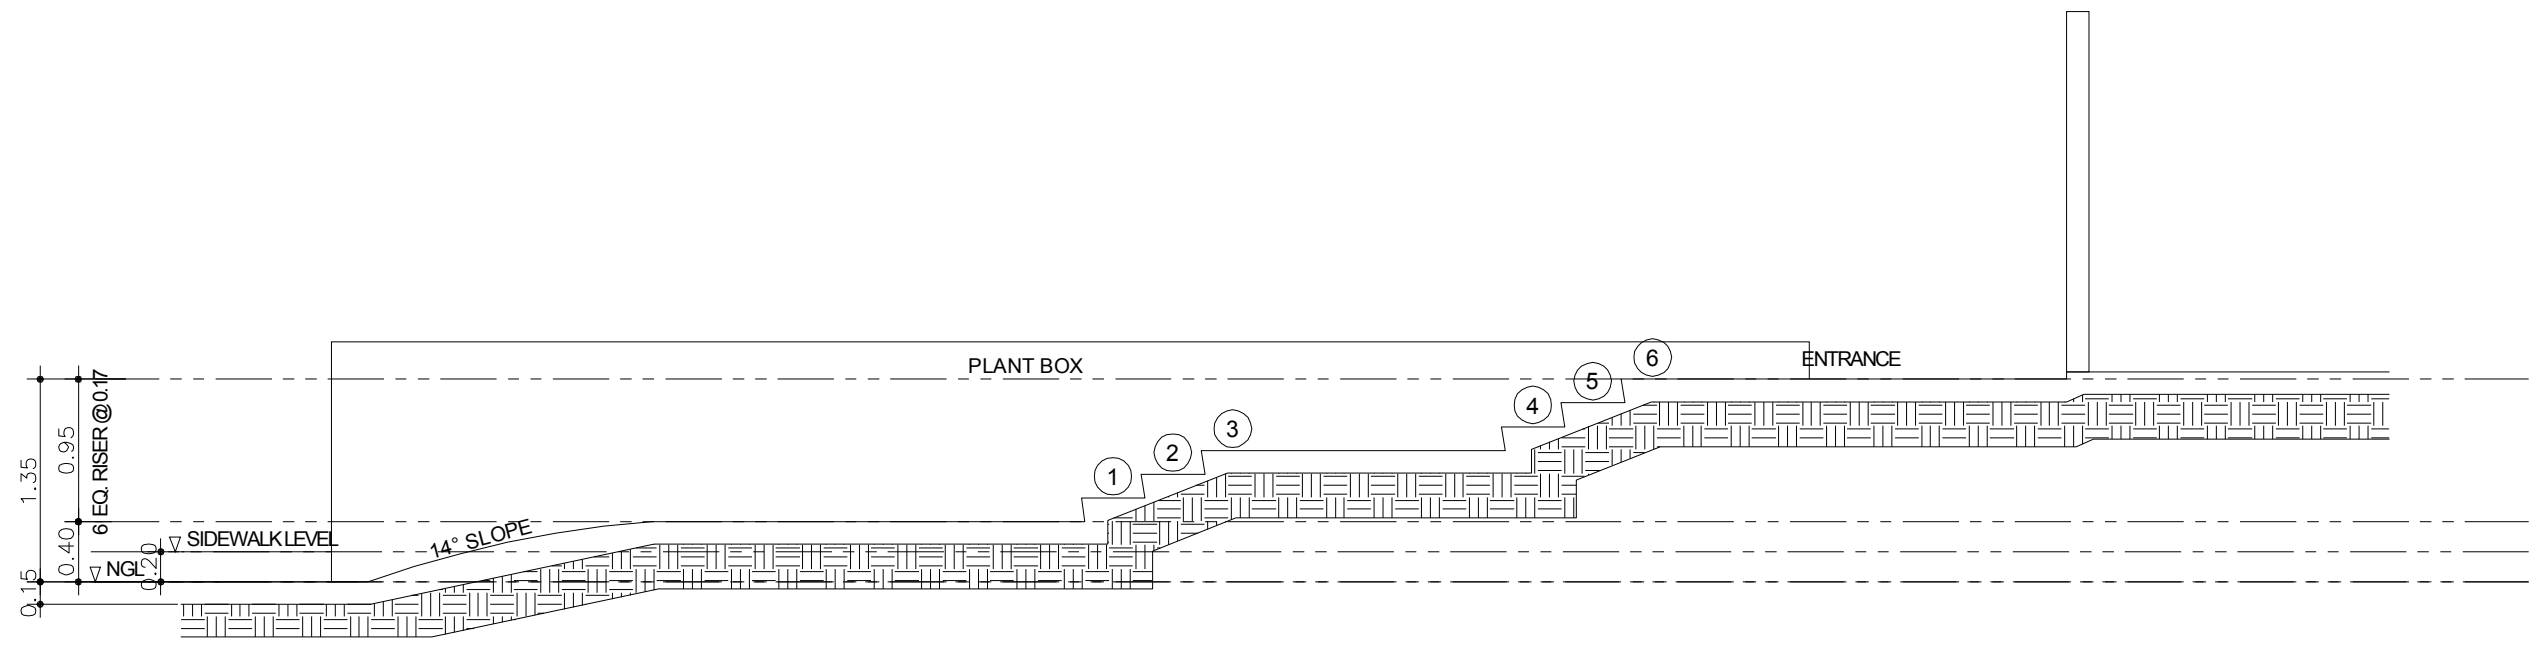 6
PLANT BOX
ENTRANCE
5
4
3
2
1
6 EQ. RISER @0.17
0.95
1.35
14° SLOPE
SIDEWALK LEVEL
0.40
0.20
NGL
0.15